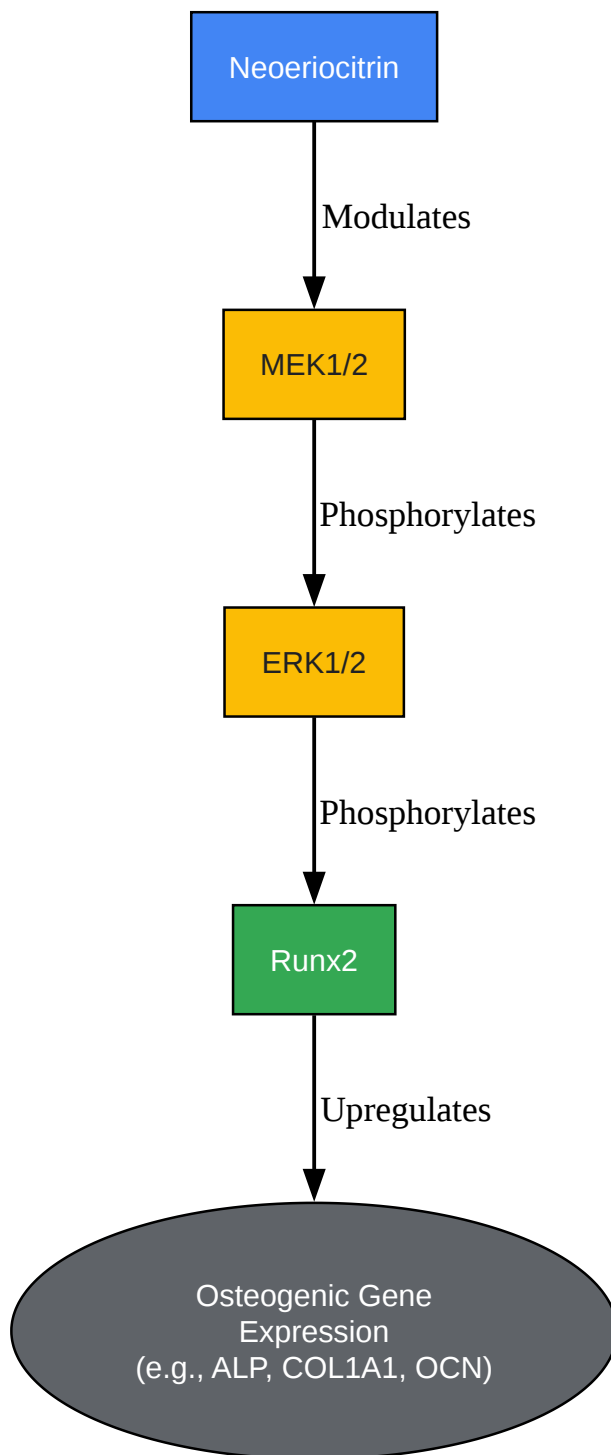 Neoeriocitrin
Modulates
MEK1/2
Phosphorylates
ERK1/2
Phosphorylates
Runx2
Upregulates
Osteogenic Gene
Expression
(e.g., ALP, COL1A1, OCN)